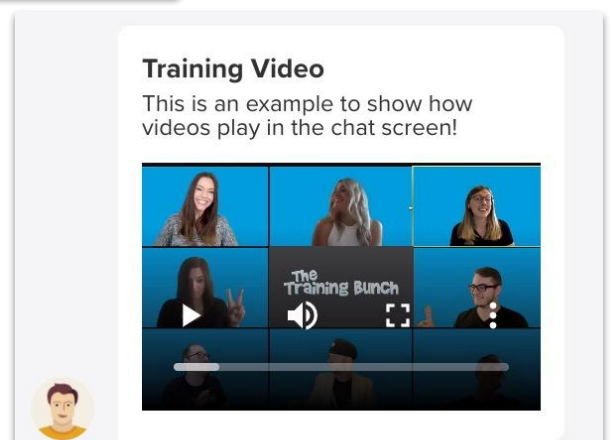 Training Video
This is an example to show how
videos play in the chat screen!
The
Training Bunch